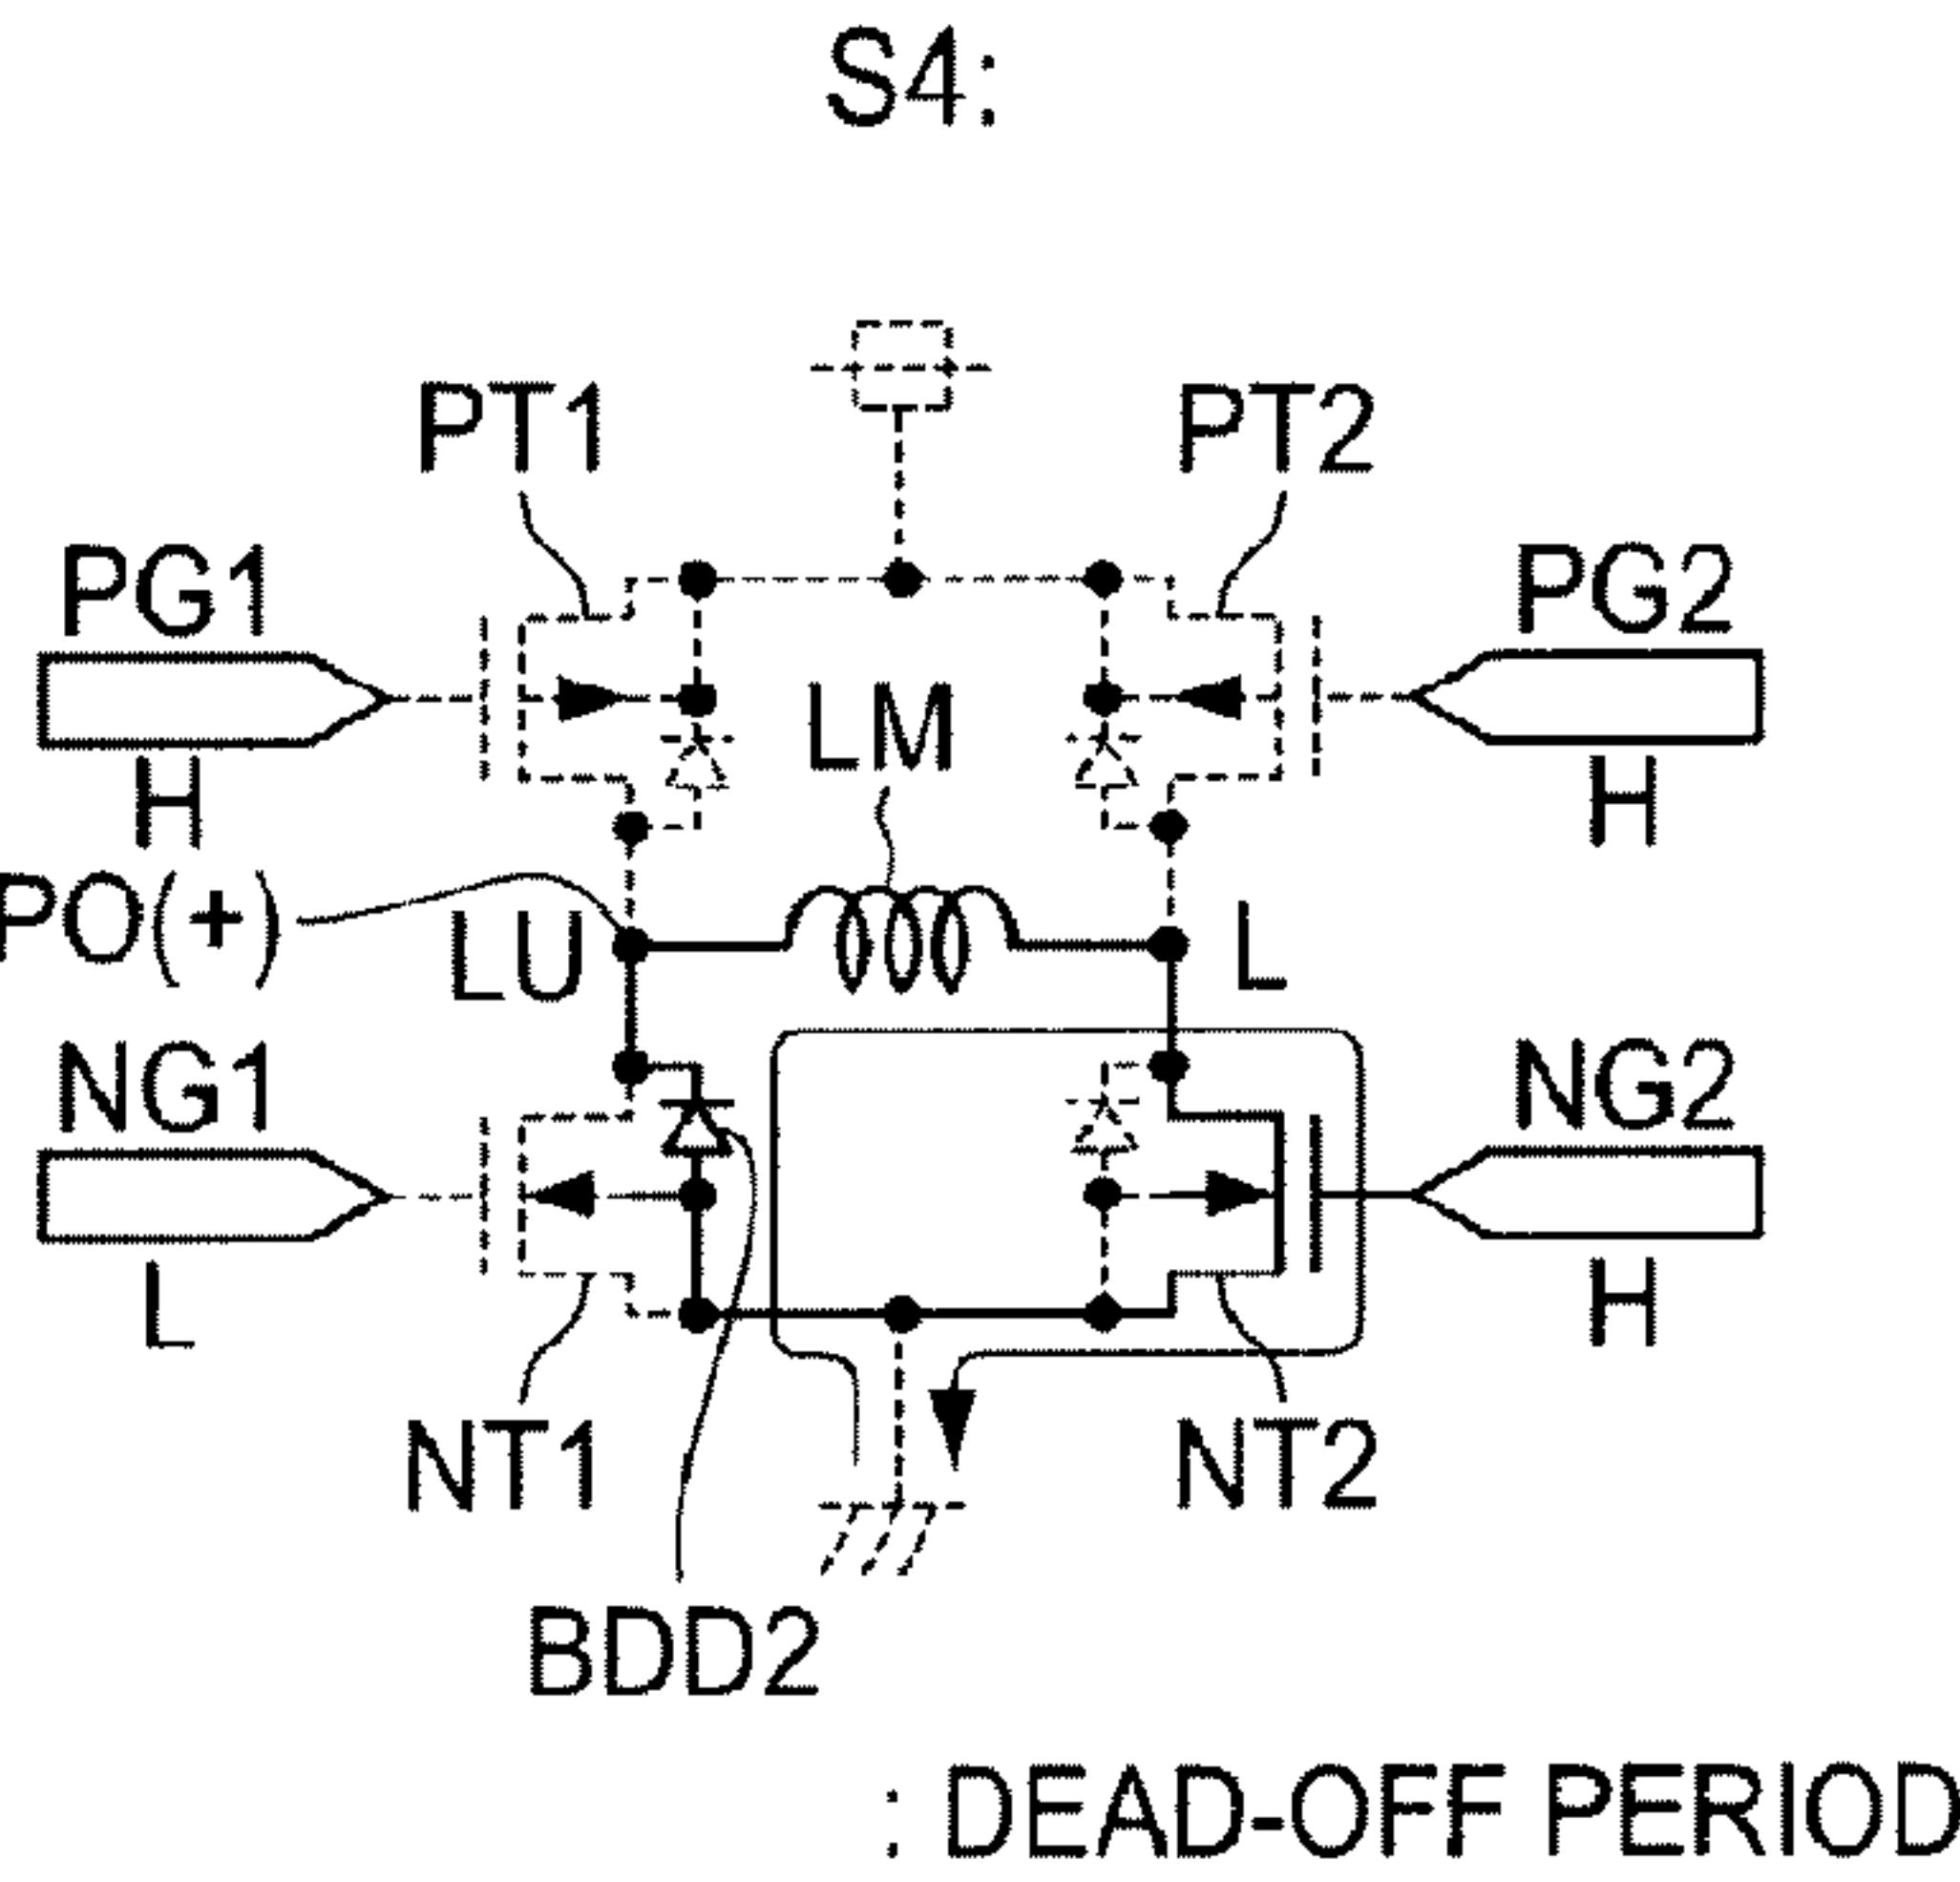 S4:
PT1
PT2
PG1
PG2
LM
H
H
PO(+)
LU
L
NG1
NG2
L
H
NT1
NT2
BDD2
: DEAD-OFF PERIOD